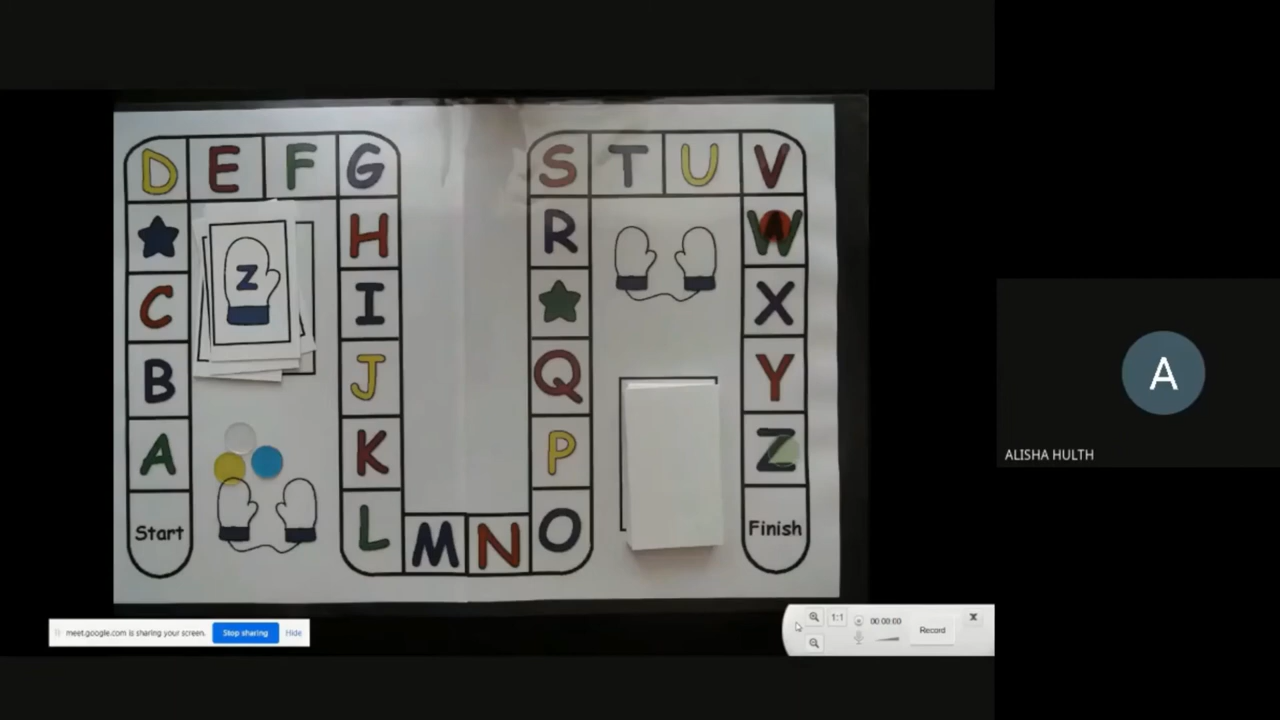 D E F G
S T U V
H
R
W
Z
C
I
X
B
J
Q
Y
A
K
P
Z
Start
L
M N
O
Finish
A
ALISHA HULTH
meet.google.com is sharing your screen.
Stop sharing
Hide
1:1
00:00:00
Record
X